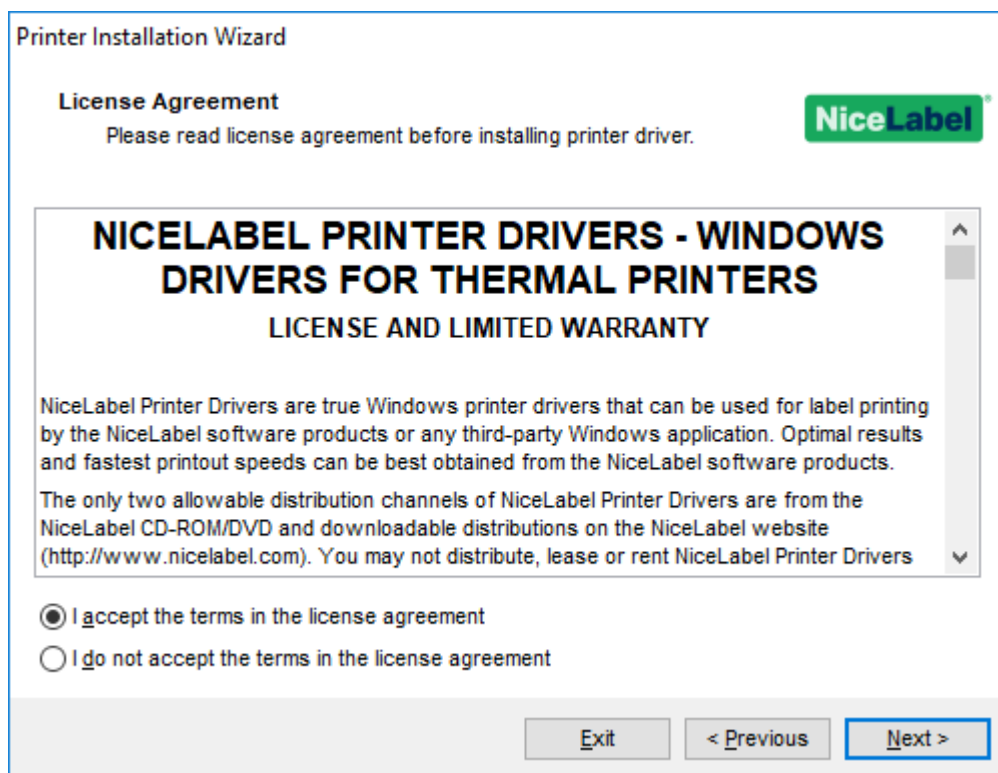 Printer Installation Wizard
License Agreement
Please read license agreement before installing printer driver.
NiceLabel®
NICELABEL PRINTER DRIVERS - WINDOWS
DRIVERS FOR THERMAL PRINTERS
LICENSE AND LIMITED WARRANTY
NiceLabel Printer Drivers are true Windows printer drivers that can be used for label printing
by the NiceLabel software products or any third-party Windows application. Optimal results
and fastest printout speeds can be best obtained from the NiceLabel software products.
The only two allowable distribution channels of NiceLabel Printer Drivers are from the
NiceLabel CD-ROM/DVD and downloadable distributions on the NiceLabel website
(http://www.nicelabel.com). You may not distribute, lease or rent NiceLabel Printer Drivers
I accept the terms in the license agreement
I do not accept the terms in the license agreement
Exit
< Previous
Next >